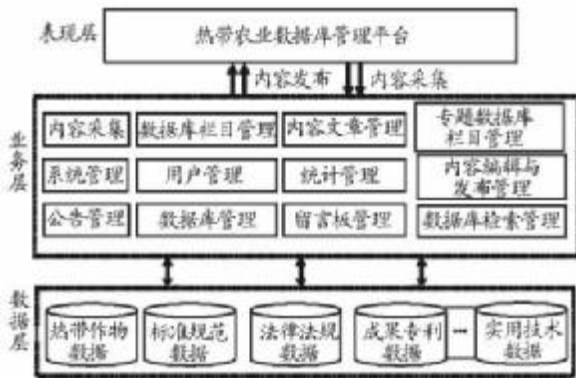 表现层
热带农业数据库管理平台
内容发布 内容采集
业务层
内容采集 数据库栏目管理 内容文章管理 专题数据库
栏目管理
系统管理 用户管理 统计管理 内容编辑与
发布管理
公告管理 数据库管理 留言板管理 数据库检索管理
数据层
热带作物
数据
标准规范
数据
法律法规
数据
成果专利
数据
实用技术
数据